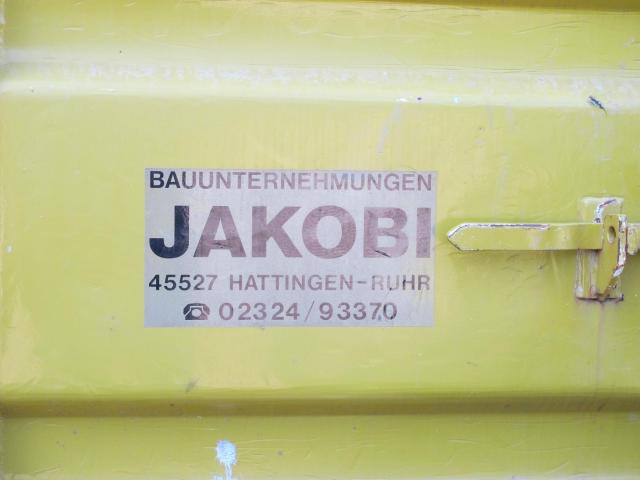 BAUUNTERNEHMUNGEN
JAKOBI
45527 HATTINGEN-RUHR
☎ 02324/93370